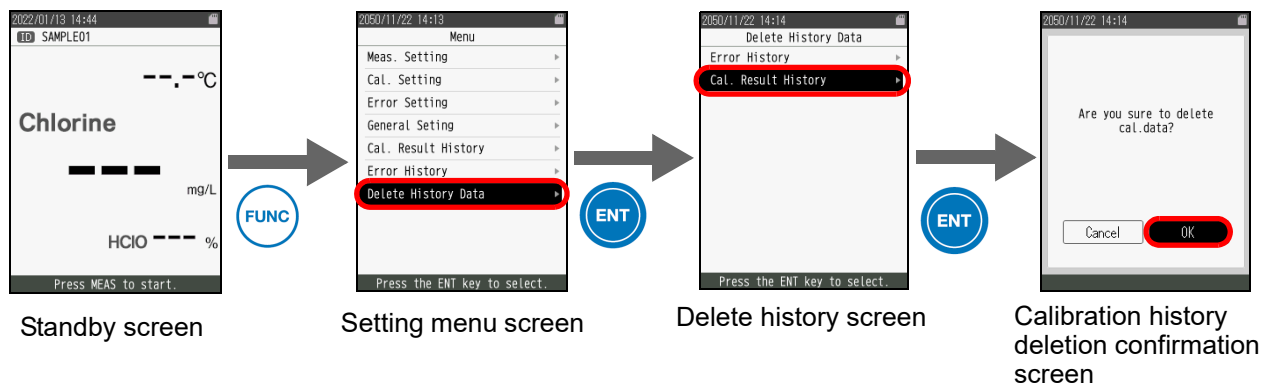 2022/01/13 14:44
ID SAMPLE01
--.-℃
Chlorine
---
mg/L
HClO --- %
Press MEAS to start.
Standby screen
FUNC
2050/11/22 14:13
Menu
Meas. Setting
Cal. Setting
Error Setting
General Seting
Cal. Result History
Error History
Delete History Data
Press the ENT key to select.
Setting menu screen
ENT
2050/11/22 14:14
Delete History Data
Error History
Cal. Result History
Press the ENT key to select.
Delete history screen
ENT
2050/11/22 14:14
Are you sure to delete
cal.data?
Cancel OK
Calibration history
deletion confirmation
screen